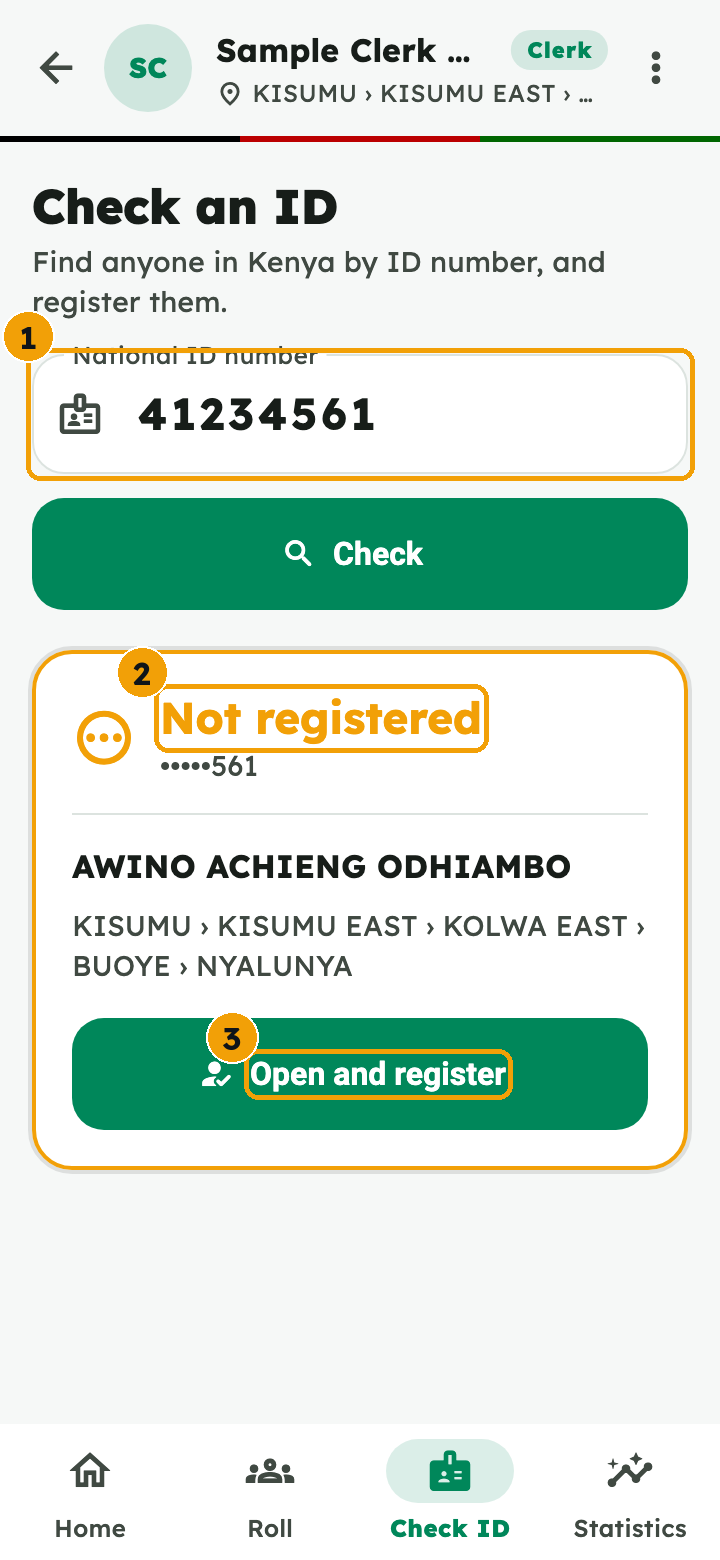 SC
Sample Clerk ...
Clerk
KISUMU › KISUMU EAST › ...
Check an ID
Find anyone in Kenya by ID number, and
register them.
1
National ID number
41234561
Check
2
Not registered
•••••561
AWINO ACHIENG ODHIAMBO
KISUMU › KISUMU EAST › KOLWA EAST ›
BUOYE › NYALUNYA
3
Open and register
Home
Roll
Check ID
Statistics